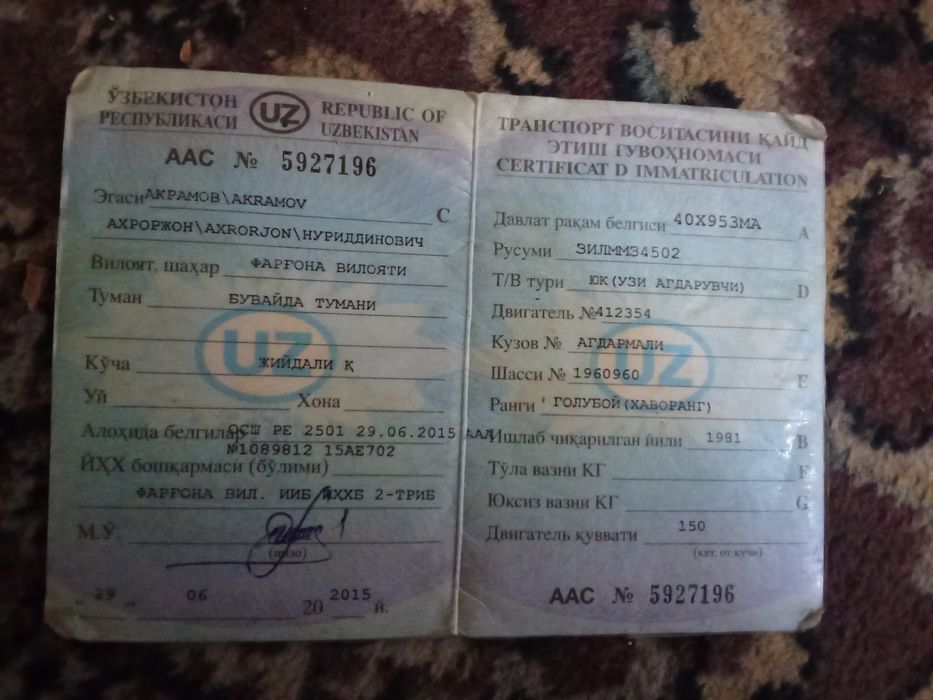 ЎЗБЕКИСТОН
РЕСПУБЛИКАСИ
UZ
REPUBLIC OF
UZBEKISTAN
ААС № 5927196
Эгаси АКРАМОВ\AKRAMOV
C
АХРОРЖОН\AXRORJON\НУРИДДИНОВИЧ
Вилоят, шаҳар ФАРҒОНА ВИЛОЯТИ
Туман БУВАЙДА ТУМАНИ
UZ
Кўча ЖИЙДАЛИ Қ
Уй Хона
Алоҳида белгилар ОСШ РЕ 2501 29.06.2015 ААЛ
№1089812 15АЕ702
ЙҲХ бошқармаси (бўлими)
ФАРҒОНА ВИЛ. ИИБ ЙХХБ 2-ТРИБ
М.Ў.
(имзо)
" 29 " 06 20 2015 й.
ТРАНСПОРТ ВОСИТАСИНИ ҚАЙД
ЭТИШ ГУВОҲНОМАСИ
CERTIFICAT D IMMATRICULATION
Давлат рақам белгиси 40X953MA A
Русуми ЗИЛММЗ4502
Т/В тури ЮК(УЗИ АГДАРУВЧИ) D
Двигатель №412354
Кузов № АГДАРМАЛИ
UZ
Шасси № 1960960 E
Ранги ГОЛУБОЙ(ХАВОРАНГ)
Ишлаб чиқарилган йили 1981 B
Тўла вазни КГ F
Юксиз вазни КГ G
Двигатель қуввати 150
(квт. от кучи)
ААС № 5927196